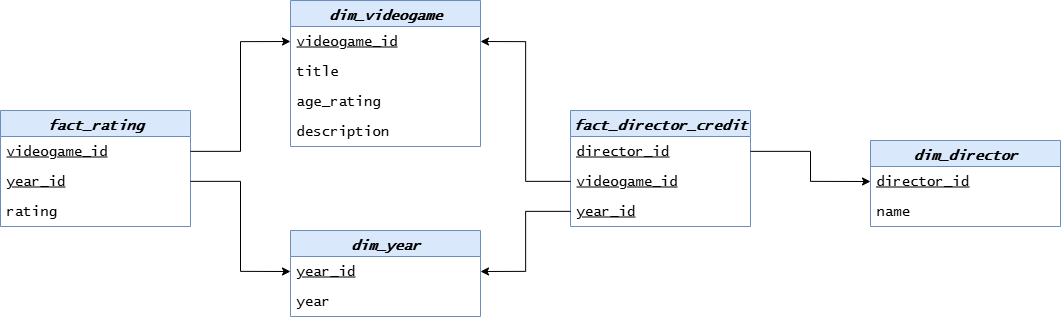 dim_videogame
videogame_id
title
age_rating
description
fact_rating
videogame_id
year_id
rating
dim_year
year_id
year
fact_director_credit
director_id
videogame_id
year_id
dim_director
director_id
name